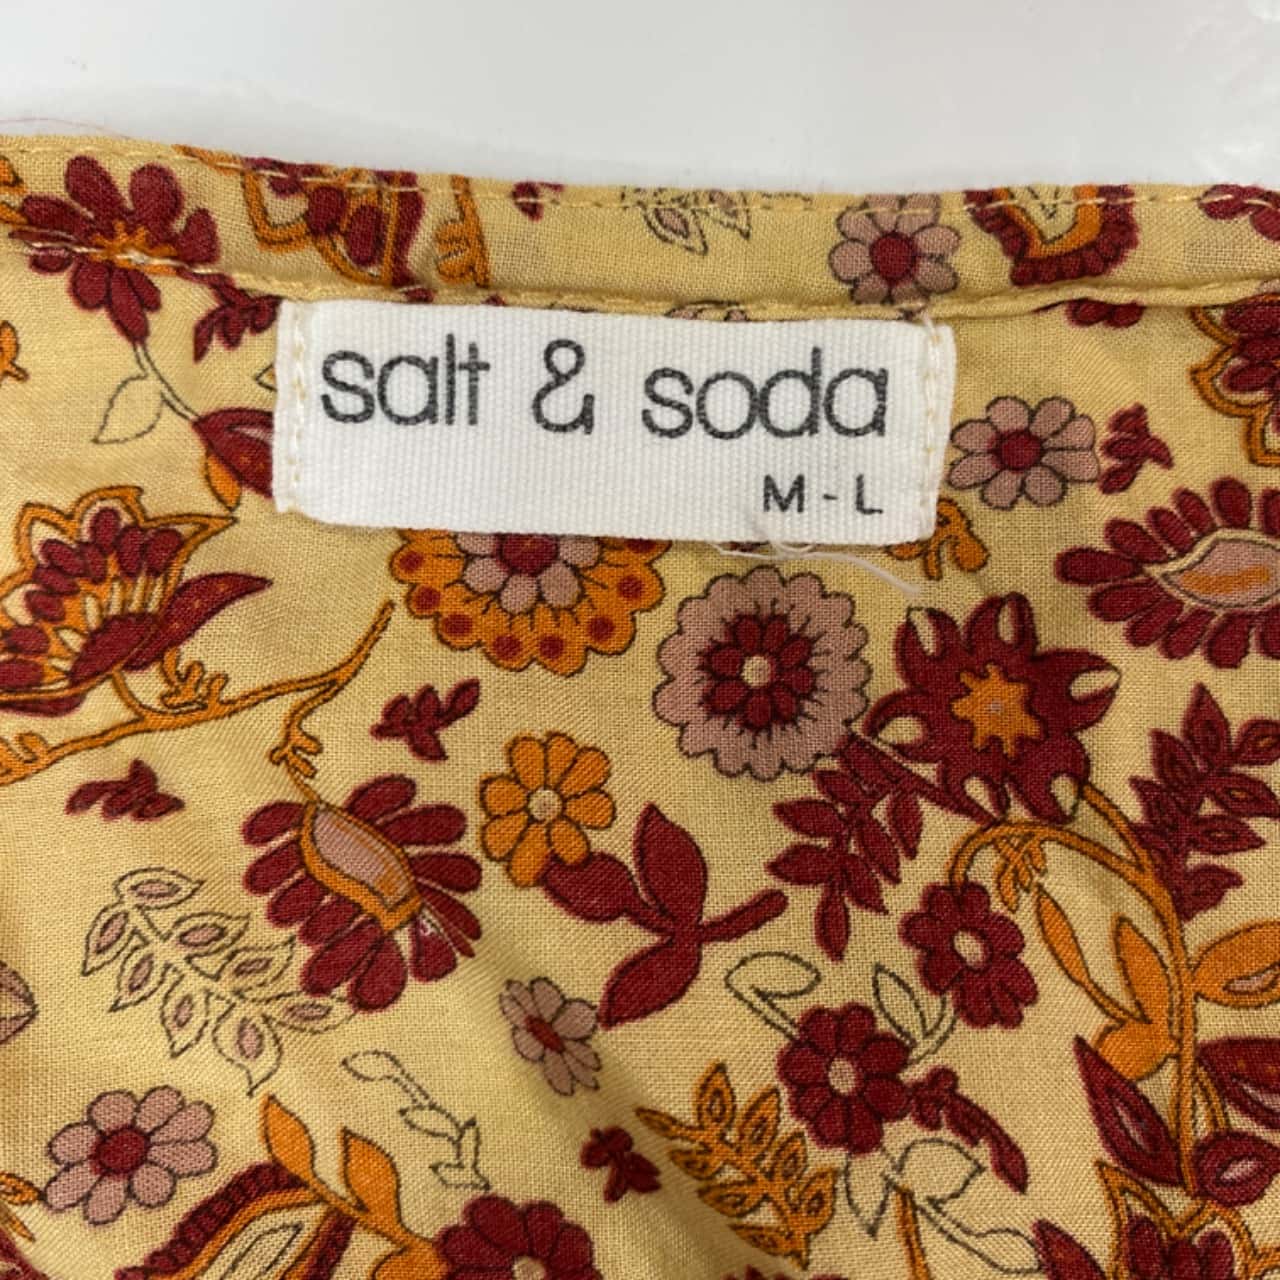 salt & soda
M - L